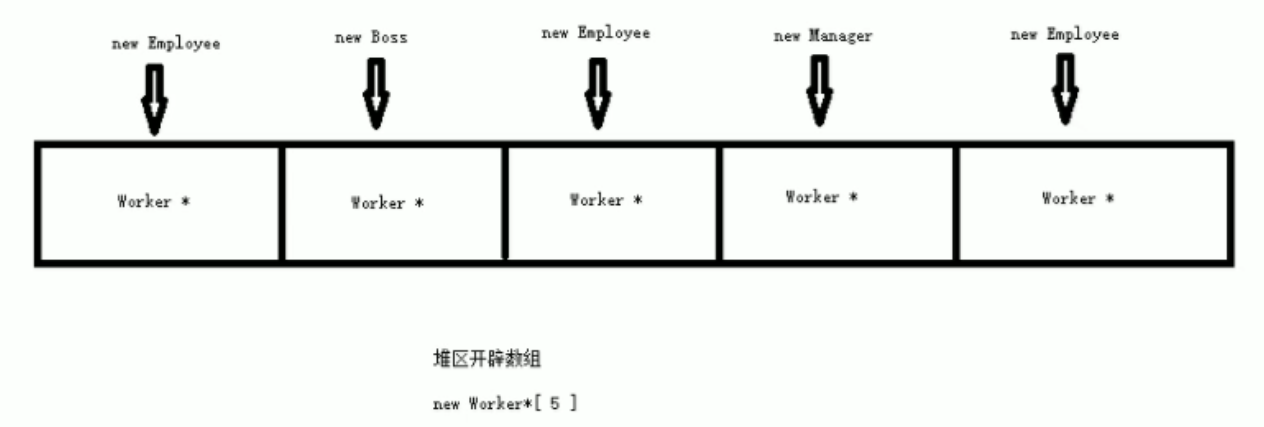 new Employee
new Boss
new Employee
new Manager
new Employee
Worker *
Worker *
Worker *
Worker *
Worker *
堆区开辟数组
new Worker*[ 5 ]